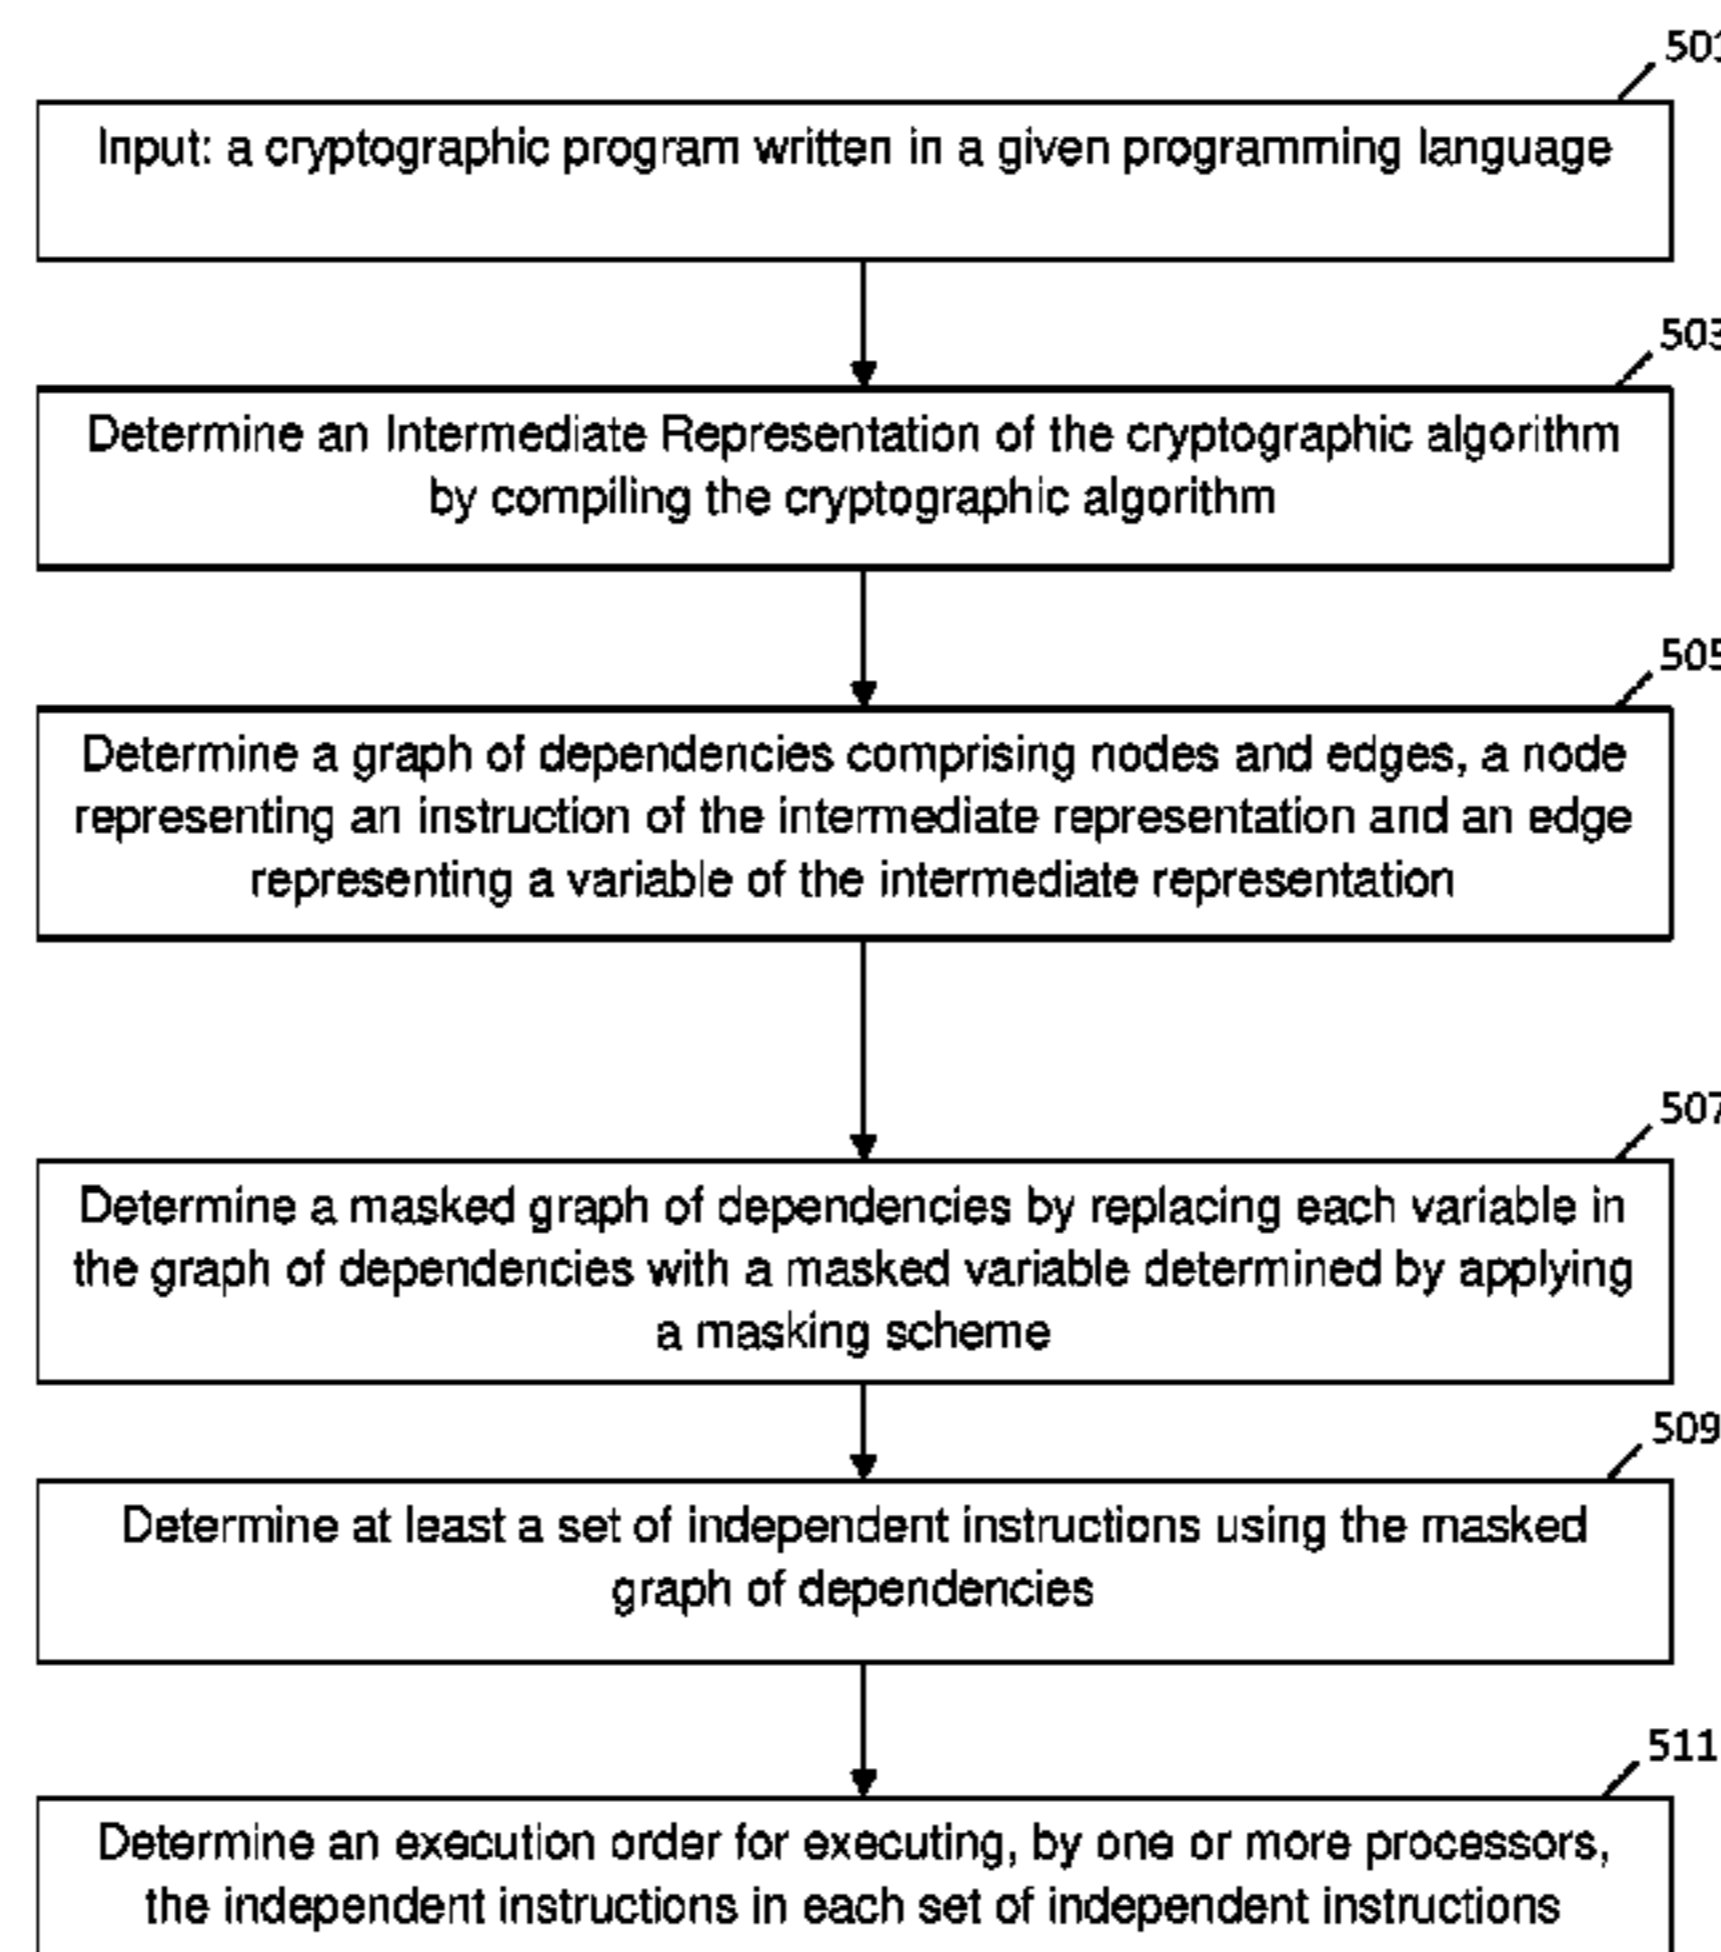 501
Input: a cryptographic program written in a given programming language
503
Determine an Intermediate Representation of the cryptographic algorithm
by compiling the cryptographic algorithm
505
Determine a graph of dependencies comprising nodes and edges, a node
representing an instruction of the intermediate representation and an edge
representing a variable of the intermediate representation
507
Determine a masked graph of dependencies by replacing each variable in
the graph of dependencies with a masked variable determined by applying
a masking scheme
509
Determine at least a set of independent instructions using the masked
graph of dependencies
511
Determine an execution order for executing, by one or more processors,
the independent instructions in each set of independent instructions